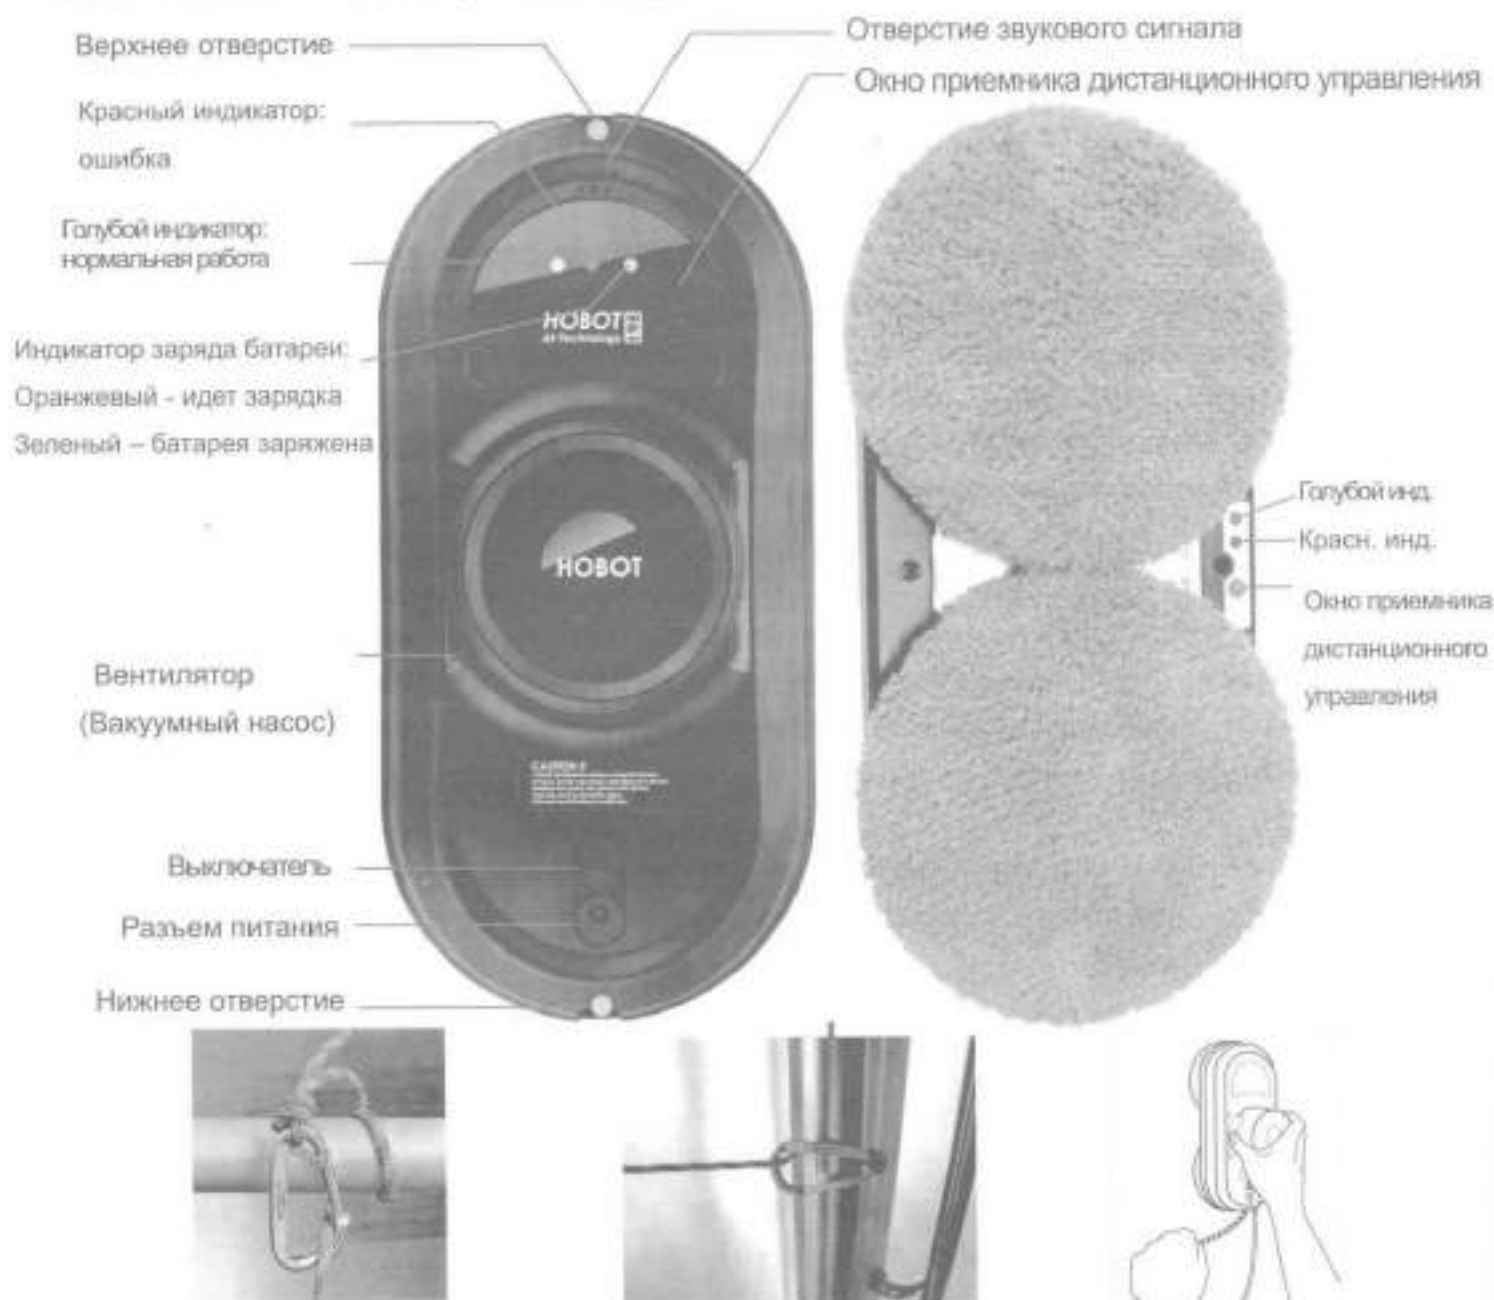 Верхнее отверстие
Отверстие звукового сигнала
Окно приемника дистанционного управления
Красный индикатор:
ошибка
Голубой индикатор:
нормальная работа
HOBOT
AI Technology
Индикатор заряда батареи:
Оранжевый - идет зарядка
Зеленый – батарея заряжена
HOBOT
Голубой инд.
Красн. инд.
Окно приемника
дистанционного
управления
Вентилятор
(Вакуумный насос)
Выключатель
Разъем питания
Нижнее отверстие